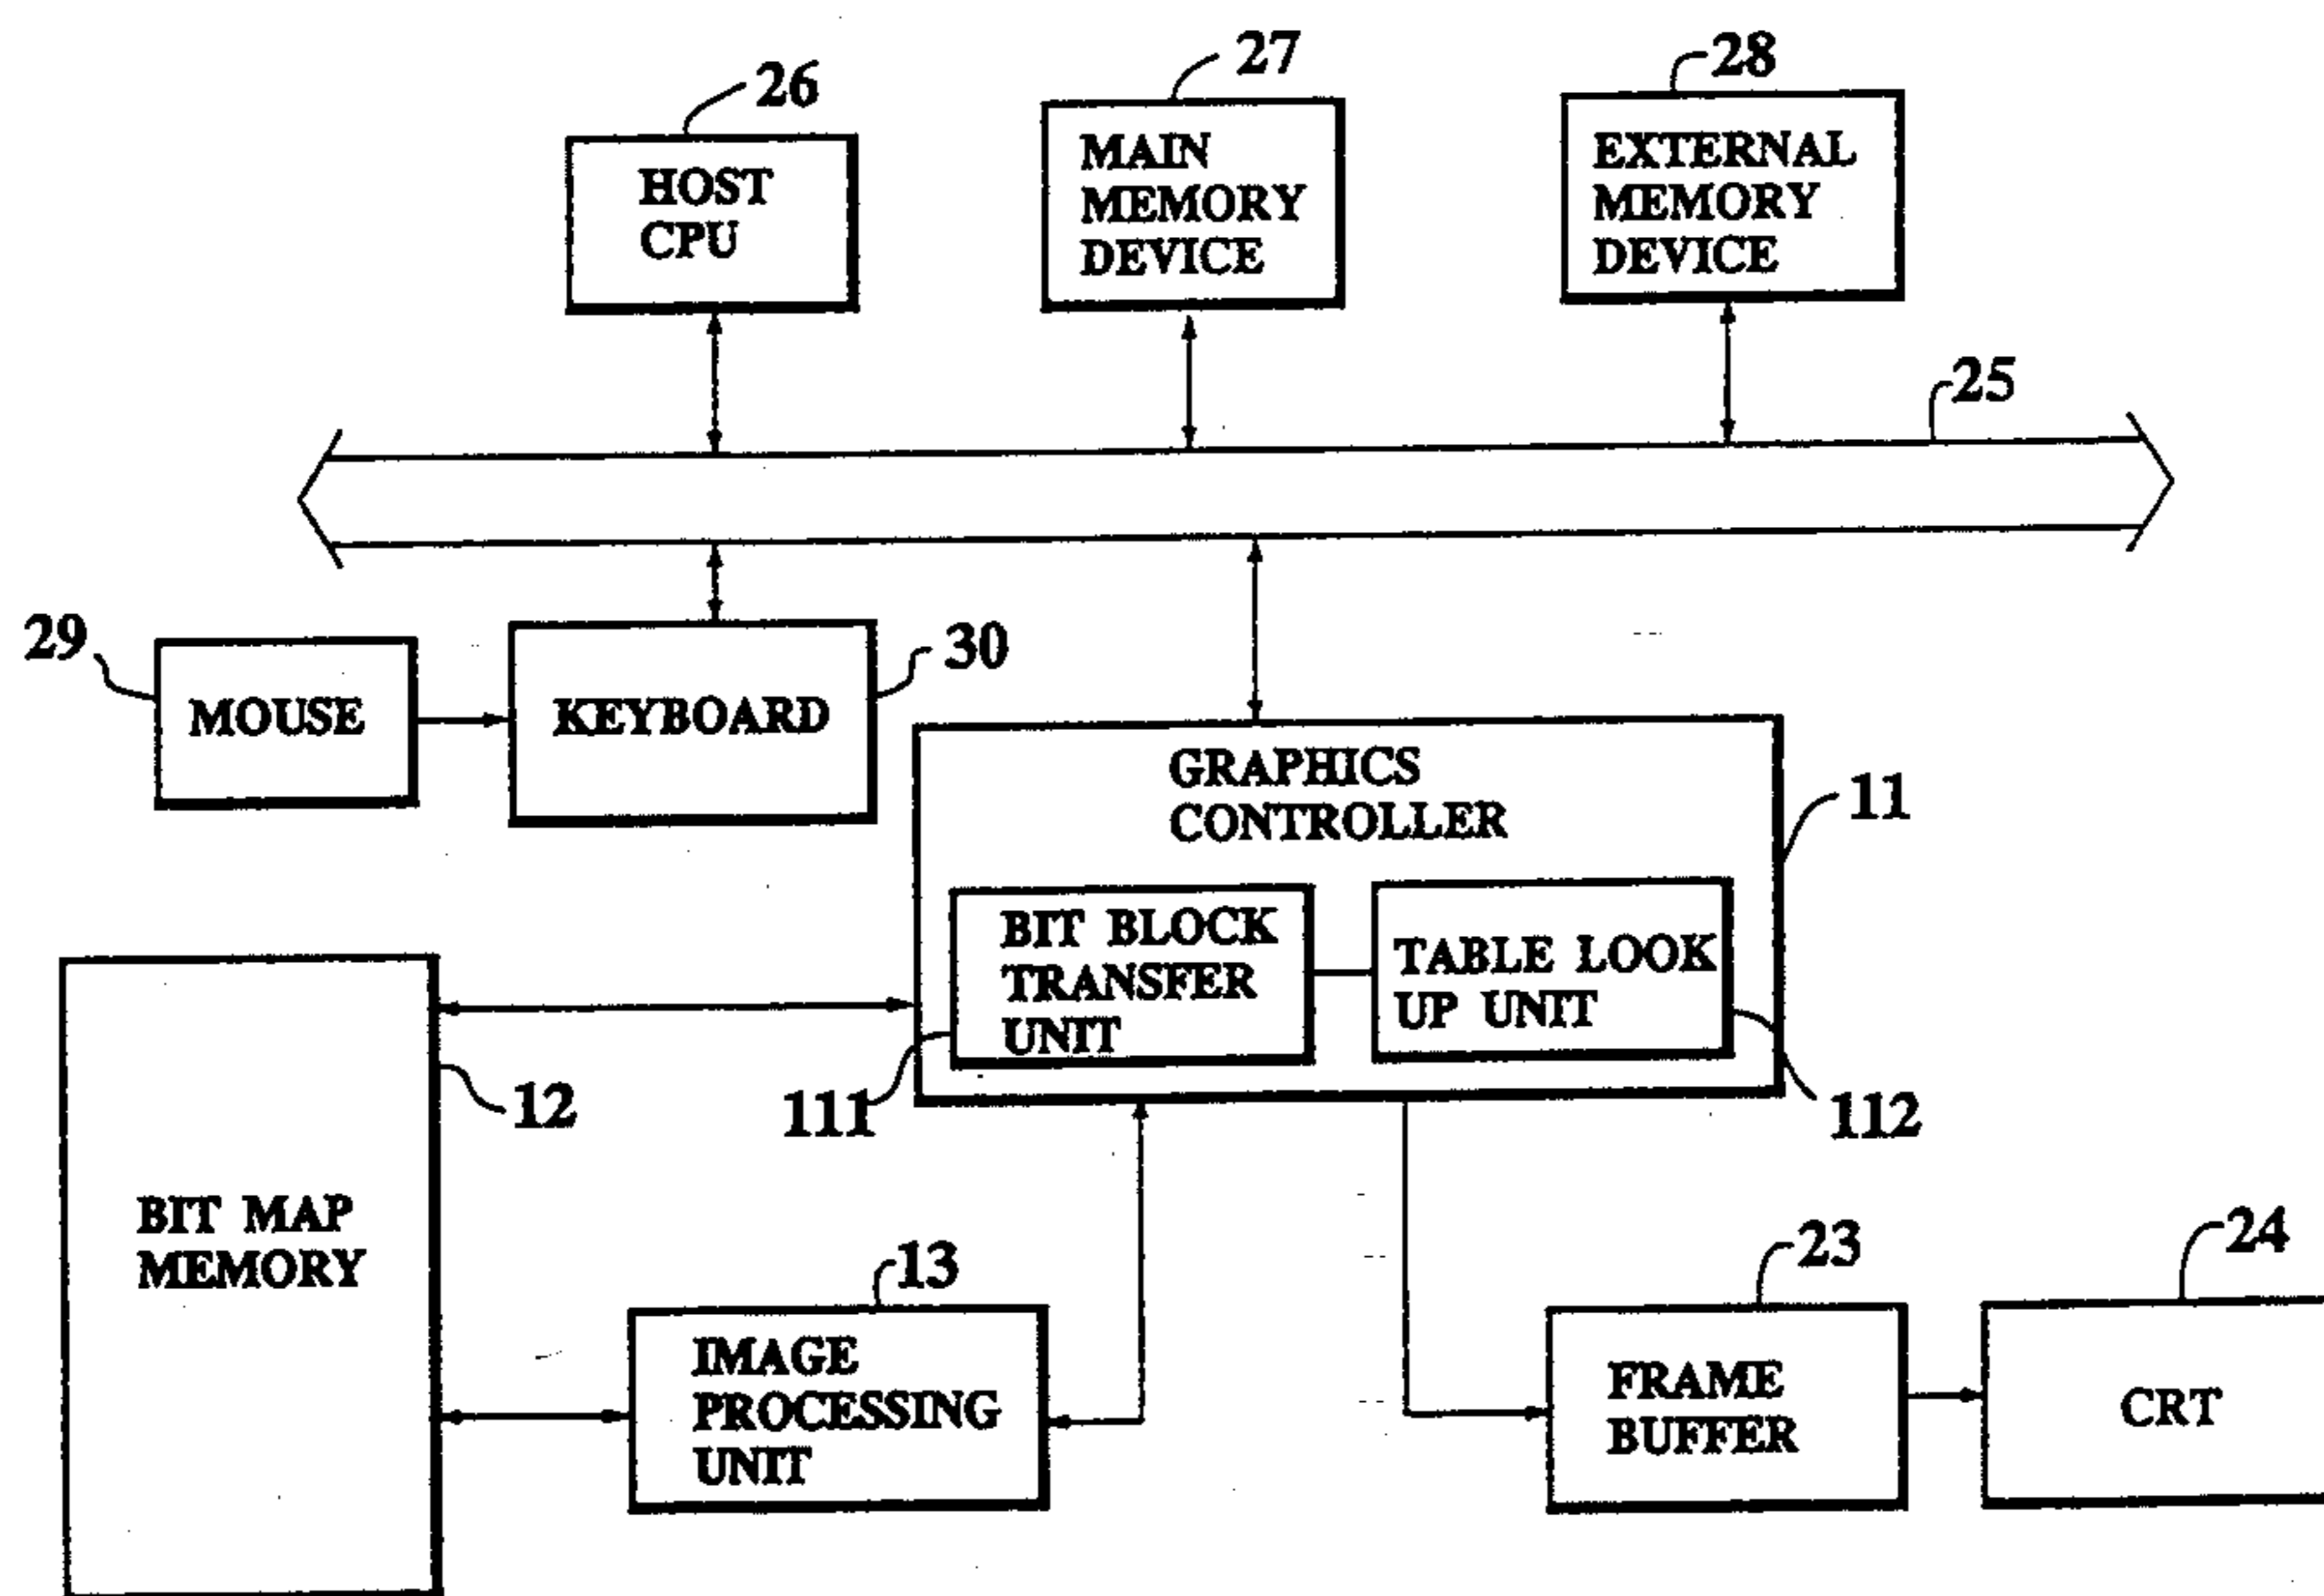 26
27
28
HOST
CPU
MAIN
MEMORY
DEVICE
EXTERNAL
MEMORY
DEVICE
25
29
MOUSE
KEYBOARD
30
GRAPHICS
CONTROLLER
11
BIT BLOCK
TRANSFER
UNIT
TABLE LOOK
UP UNIT
111
112
12
BIT MAP
MEMORY
13
IMAGE
PROCESSING
UNIT
23
FRAME
BUFFER
24
CRT